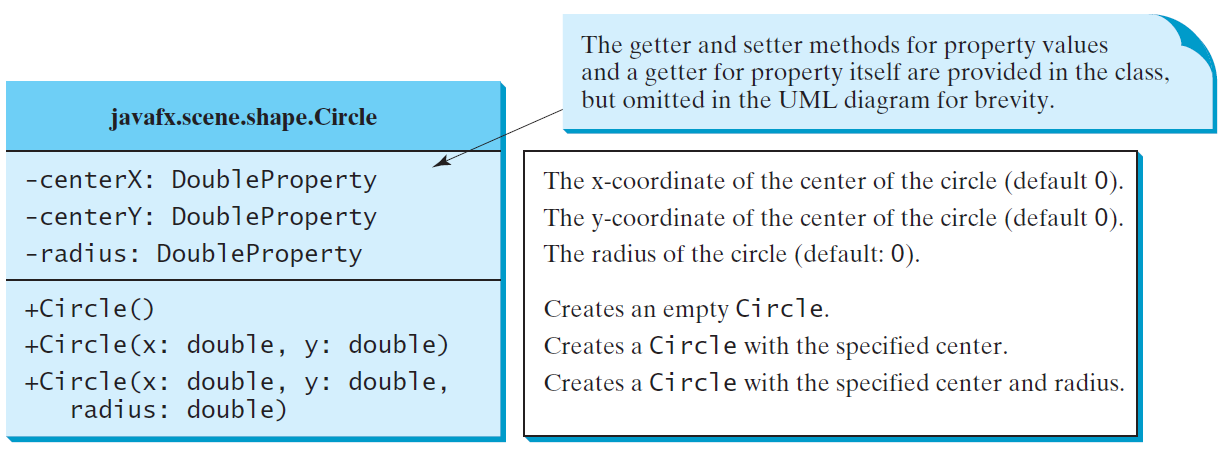 The getter and setter methods for property values
and a getter for property itself are provided in the class,
but omitted in the UML diagram for brevity.
javafx.scene.shape.Circle
-centerX: DoubleProperty
-centerY: DoubleProperty
-radius: DoubleProperty
The x-coordinate of the center of the circle (default 0).
The y-coordinate of the center of the circle (default 0).
The radius of the circle (default: 0).
+Circle()
+Circle(x: double, y: double)
+Circle(x: double, y: double,
radius: double)
Creates an empty Circle.
Creates a Circle with the specified center.
Creates a Circle with the specified center and radius.